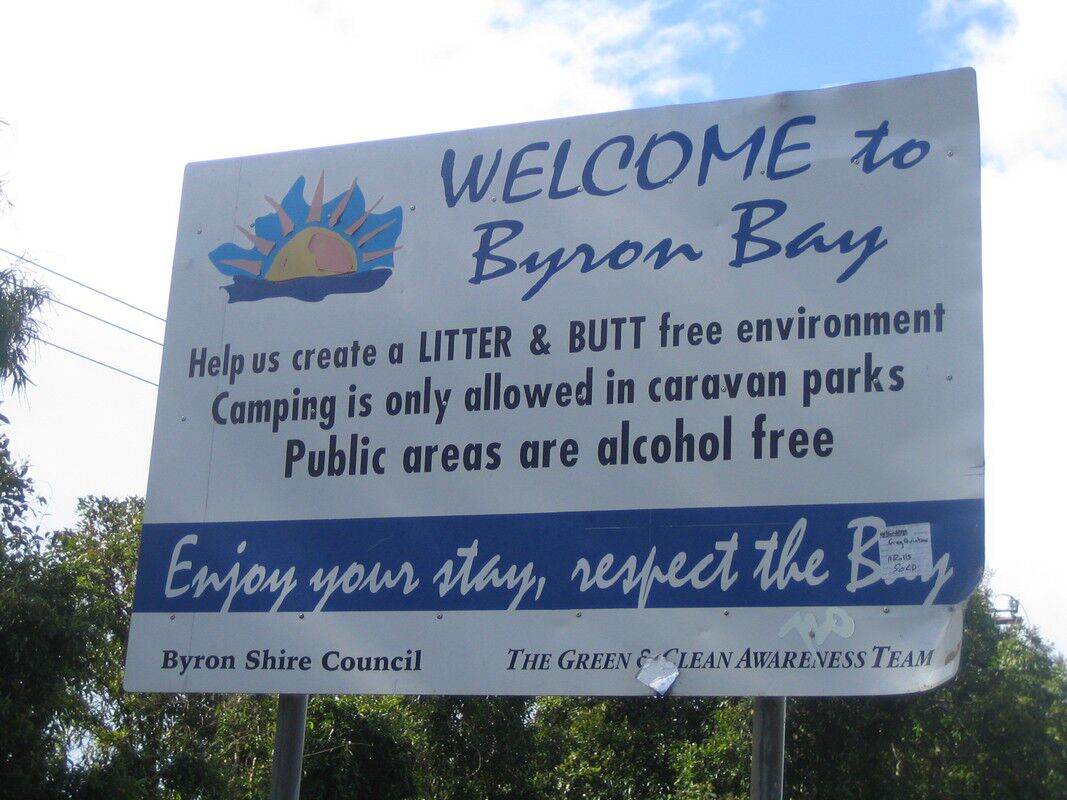 WELCOME to
Byron Bay
Help us create a LITTER & BUTT free environment
Camping is only allowed in caravan parks
Public areas are alcohol free
Enjoy your stay, respect the Bay
SOLD
Byron Shire Council
THE GREEN & CLEAN AWARENESS TEAM